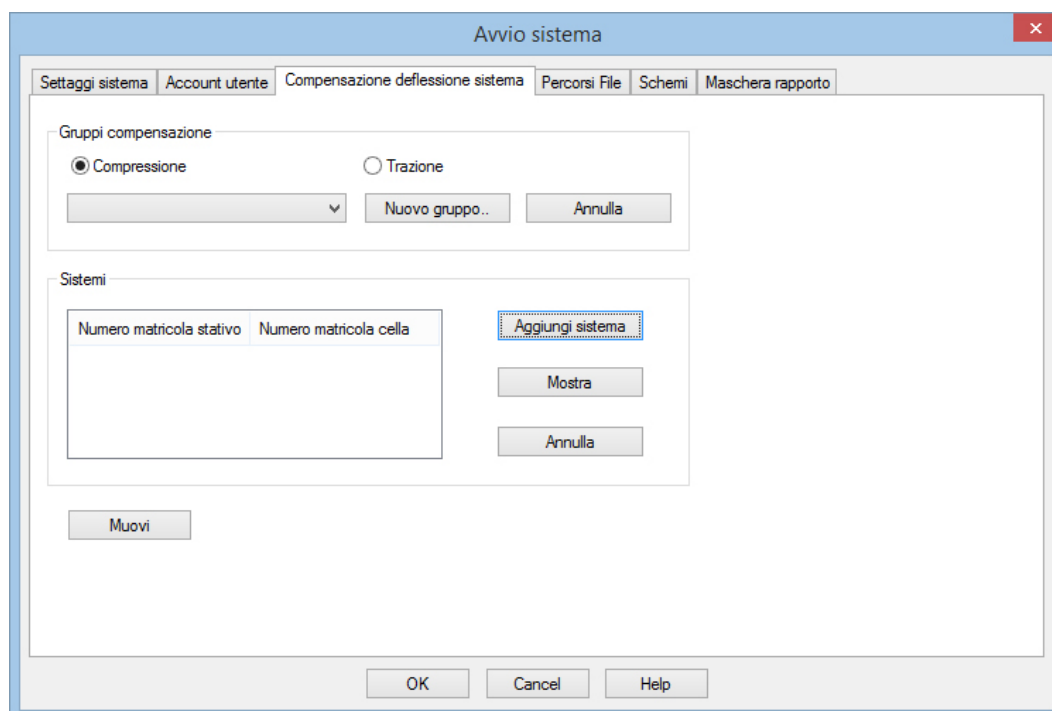 Avvio sistema
Settaggi sistema Account utente Compensazione deflessione sistema Percorsi File Schemi Maschera rapporto
Gruppi compensazione
Compressione Trazione
Nuovo gruppo.. Annulla
Sistemi
Numero matricola stativo Numero matricola cella
Aggiungi sistema
Mostra
Annulla
Muovi
OK Cancel Help